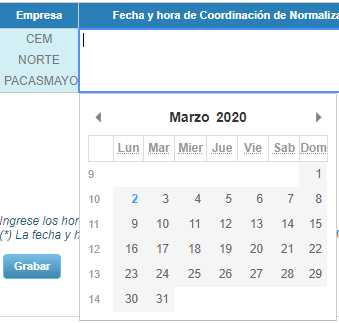 Empresa Fecha y hora de Coordinación de Normaliza
CEM
NORTE
PACASMAYO
Marzo 2020
Lun Mar Mier Jue Vie Sab Dom
9 1
10 2 3 4 5 6 7 8
11 9 10 11 12 13 14 15
12 16 17 18 19 20 21 22
13 23 24 25 26 27 28 29
14 30 31
Ingrese los hor
(*) La fecha y h
Grabar